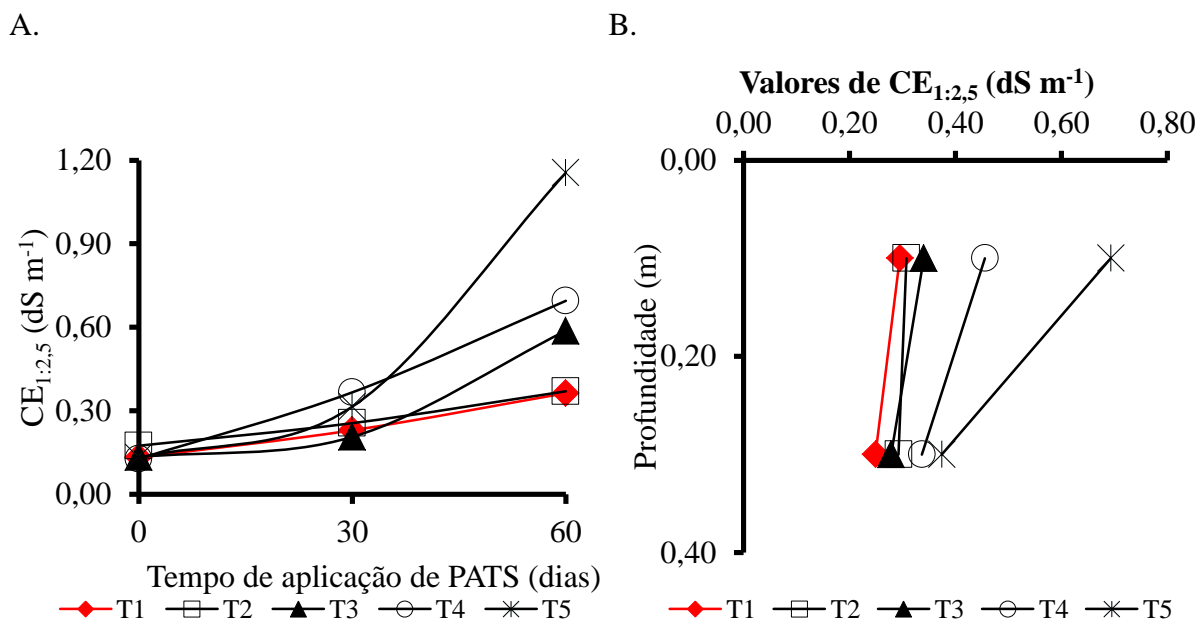 A.
CE1:2,5 (dS m-1)
1,20
0,90
0,60
0,30
0,00
0 30 60
Tempo de aplicação de PATS (dias)
T1 T2 T3 T4 T5
B.
Valores de CE1:2,5 (dS m-1)
0,00 0,20 0,40 0,60 0,80
Profundidade (m)
0,00
0,20
0,40
T1 T2 T3 T4 T5